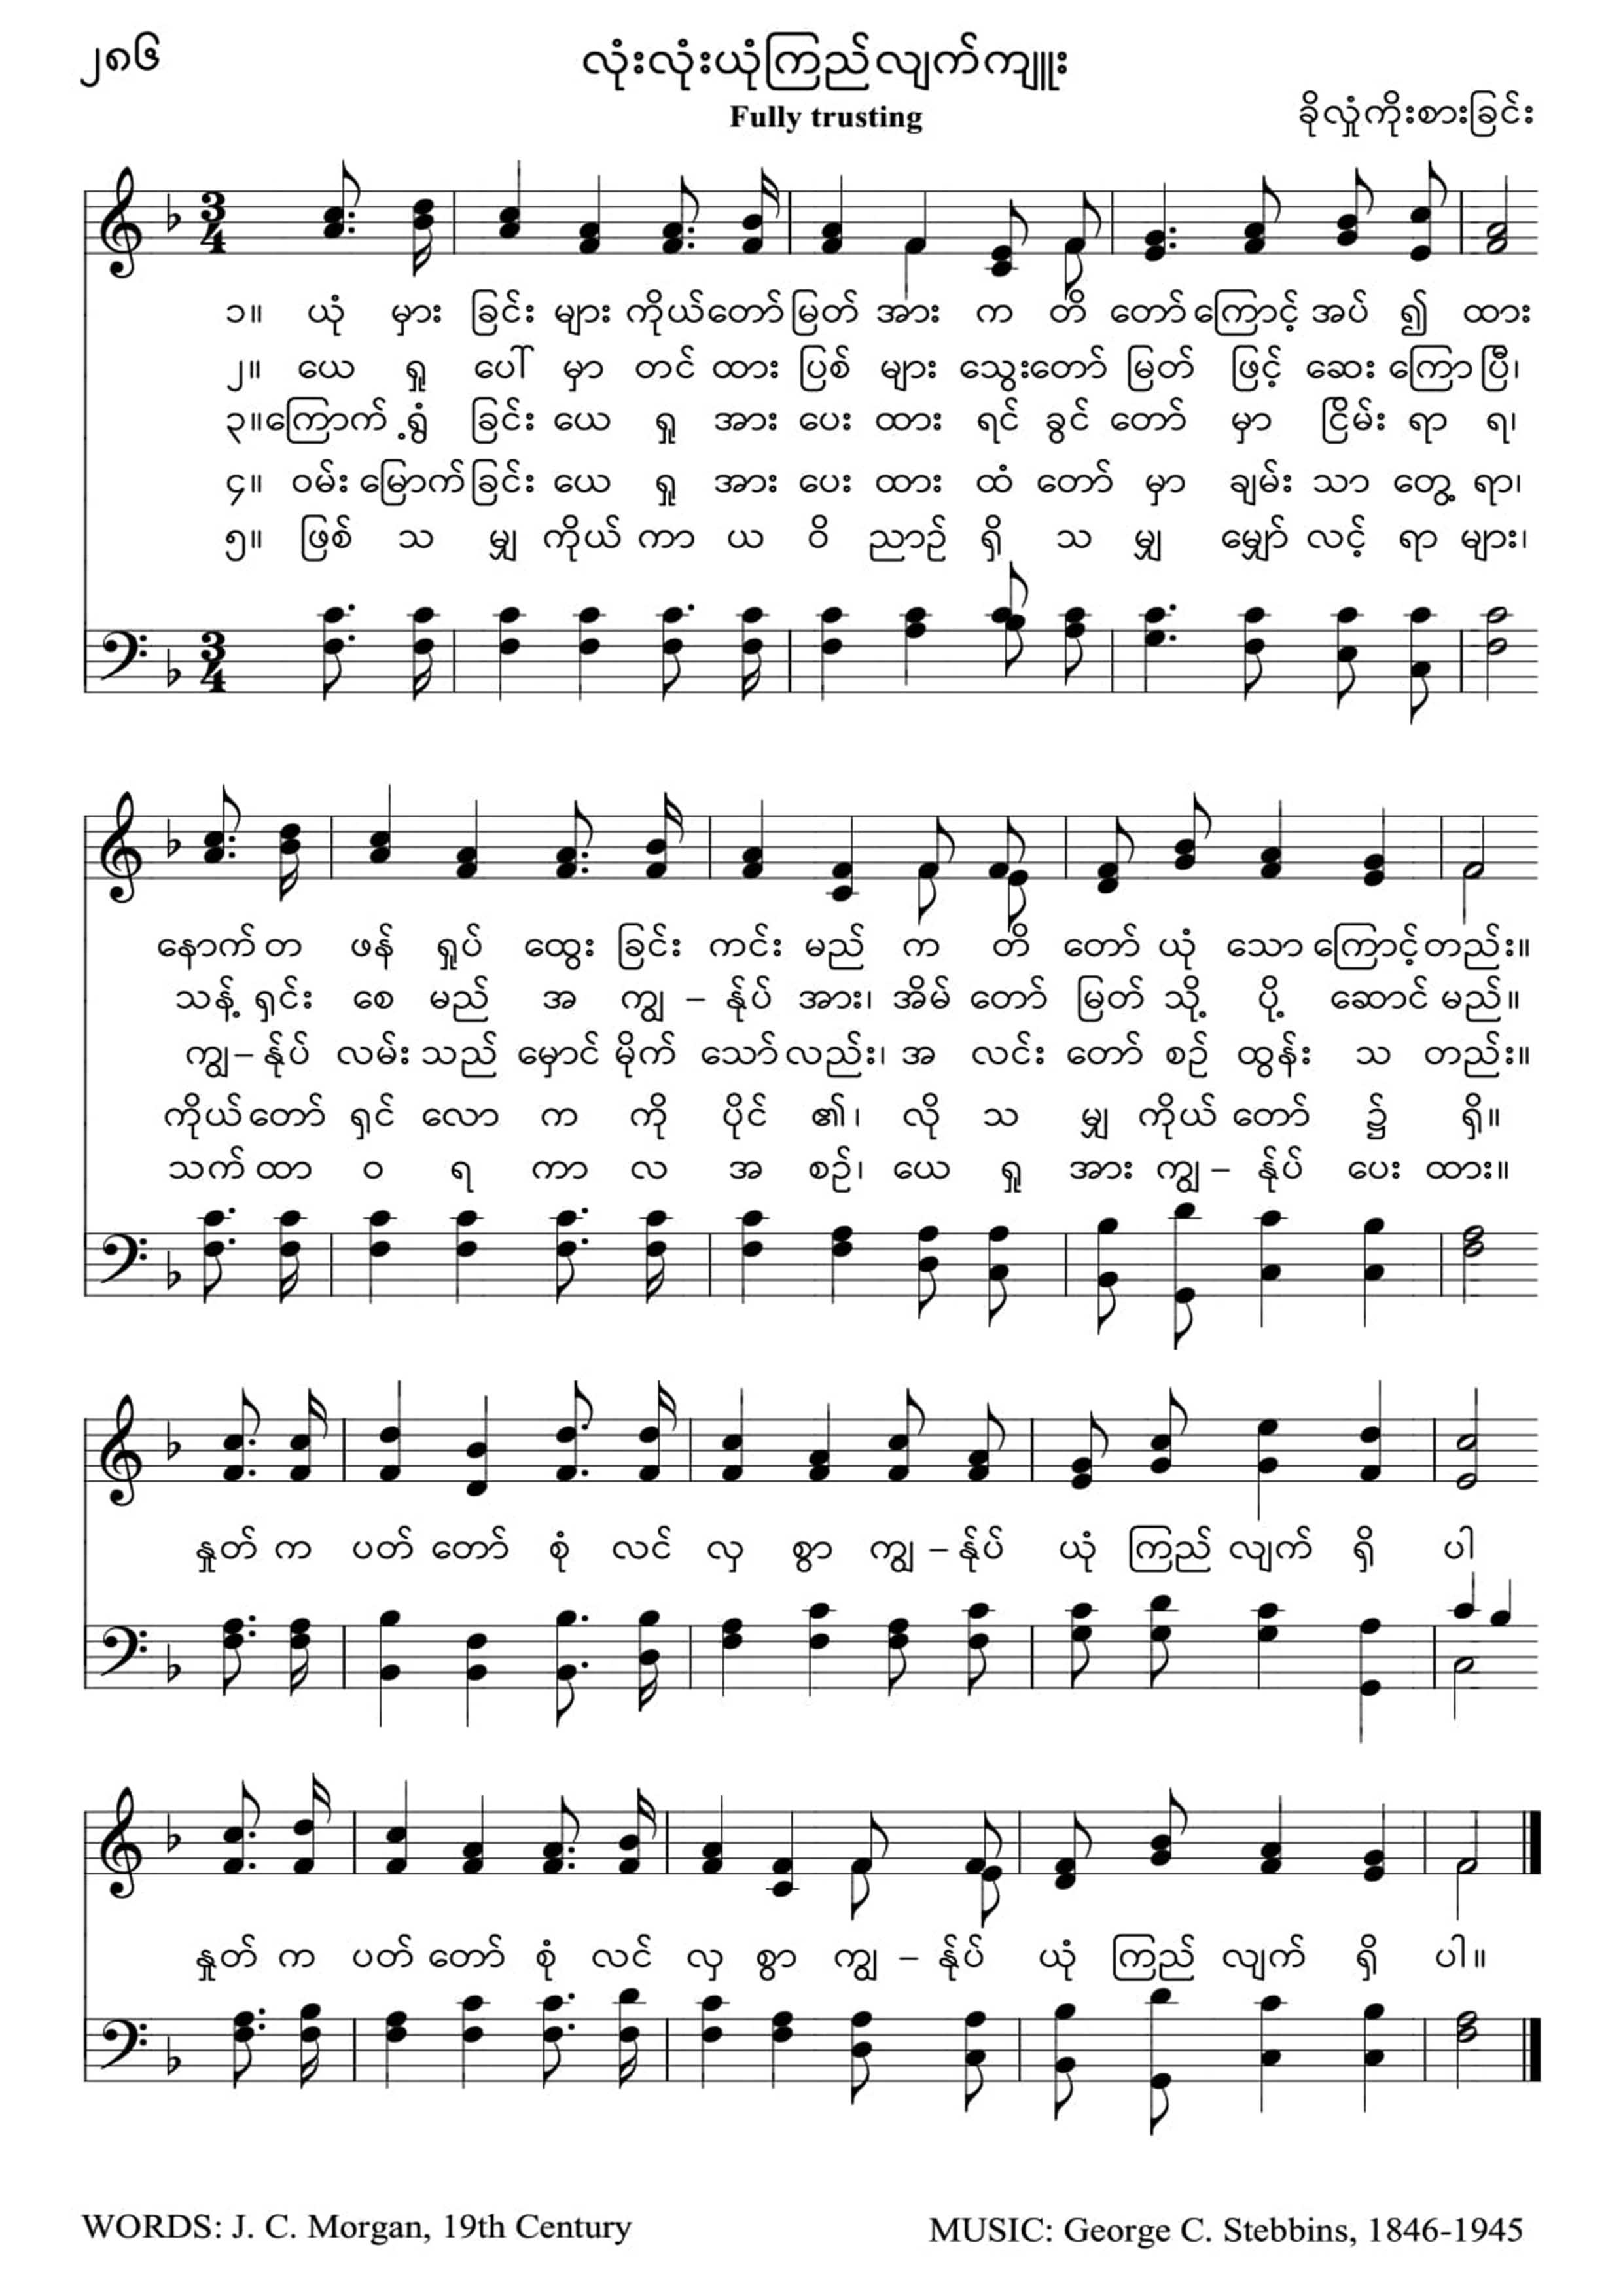 ၂၈၆
လုံးလုံးယုံကြည်လျက်ကျူး
Fully trusting
ခိုလှုံကိုးစားခြင်း
3 4
၁။ ယုံ မှား ခြင်း များ ကိုယ်တော် မြတ် အား က တိ တော် ကြောင့် အပ် ၍ ထား
၂။ ယေ ရှု ပေါ် မှာ တင် ထား ပြစ် များ သွေးတော် မြတ် ဖြင့် ဆေး ကြော ပြီ၊
၃။ကြောက် ရွံ့ ခြင်း ယေ ရှု အား ပေး ထား ရင် ခွင် တော် မှာ ငြိမ်း ရာ ရ၊
၄။ ဝမ်း မြောက် ခြင်း ယေ ရှု အား ပေး ထား ထံ တော် မှာ ချမ်း သာ တွေ့ ရာ၊
၅။ ဖြစ် သ မျှ ကိုယ် ကာ ယ ဝိ ညာဉ် ရှိ သ မျှ မျှော် လင့် ရာ များ၊
3 4
နောက် တ ဖန် ရှုပ် ထွေး ခြင်း ကင်း မည် က တိ တော် ယုံ သော ကြောင့် တည်း။
သန့် ရှင်း စေ မည် အ ကျွ – န်ုပ် အား၊ အိမ် တော် မြတ် သို့ ပို့ ဆောင် မည်။
ကျွ– န်ုပ် လမ်း သည် မှောင် မိုက် သော် လည်း၊ အ လင်း တော် စဉ် ထွန်း သ တည်း။
ကိုယ် တော် ရှင် လော က ကို ပိုင် ၏၊ လို သ မျှ ကိုယ် တော် ၌ ရှိ။
သက် ထာ ဝ ရ ကာ လ အ စဉ်၊ ယေ ရှု အား ကျွ – န်ုပ် ပေး ထား။
နှုတ် က ပတ် တော် စုံ လင် လှ စွာ ကျွ – န်ုပ် ယုံ ကြည် လျက် ရှိ ပါ
နှုတ် က ပတ် တော် စုံ လင် လှ စွာ ကျွ – န်ုပ် ယုံ ကြည် လျက် ရှိ ပါ။
WORDS: J. C. Morgan, 19th Century
MUSIC: George C. Stebbins, 1846-1945